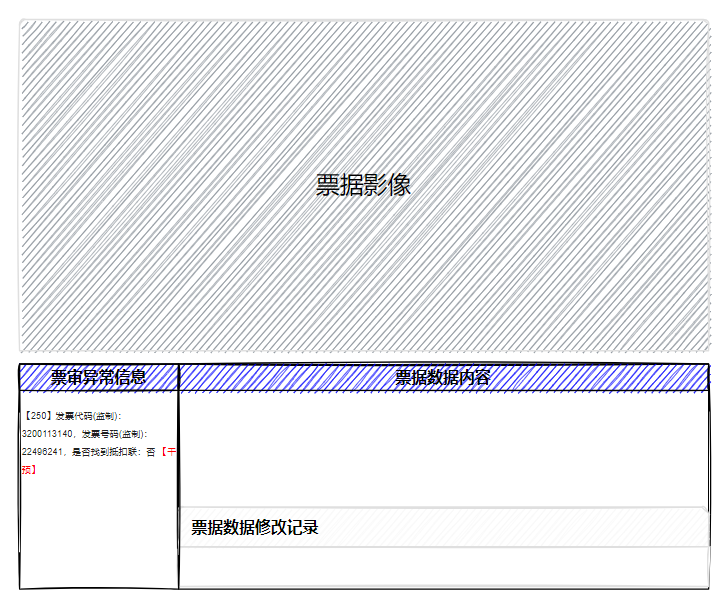 票据影像
票审异常信息
票据数据内容
【250】发票代码(监制):
3200113140，发票号码(监制):
22496241，是否找到抵扣联：否 【干
预】
票据数据修改记录